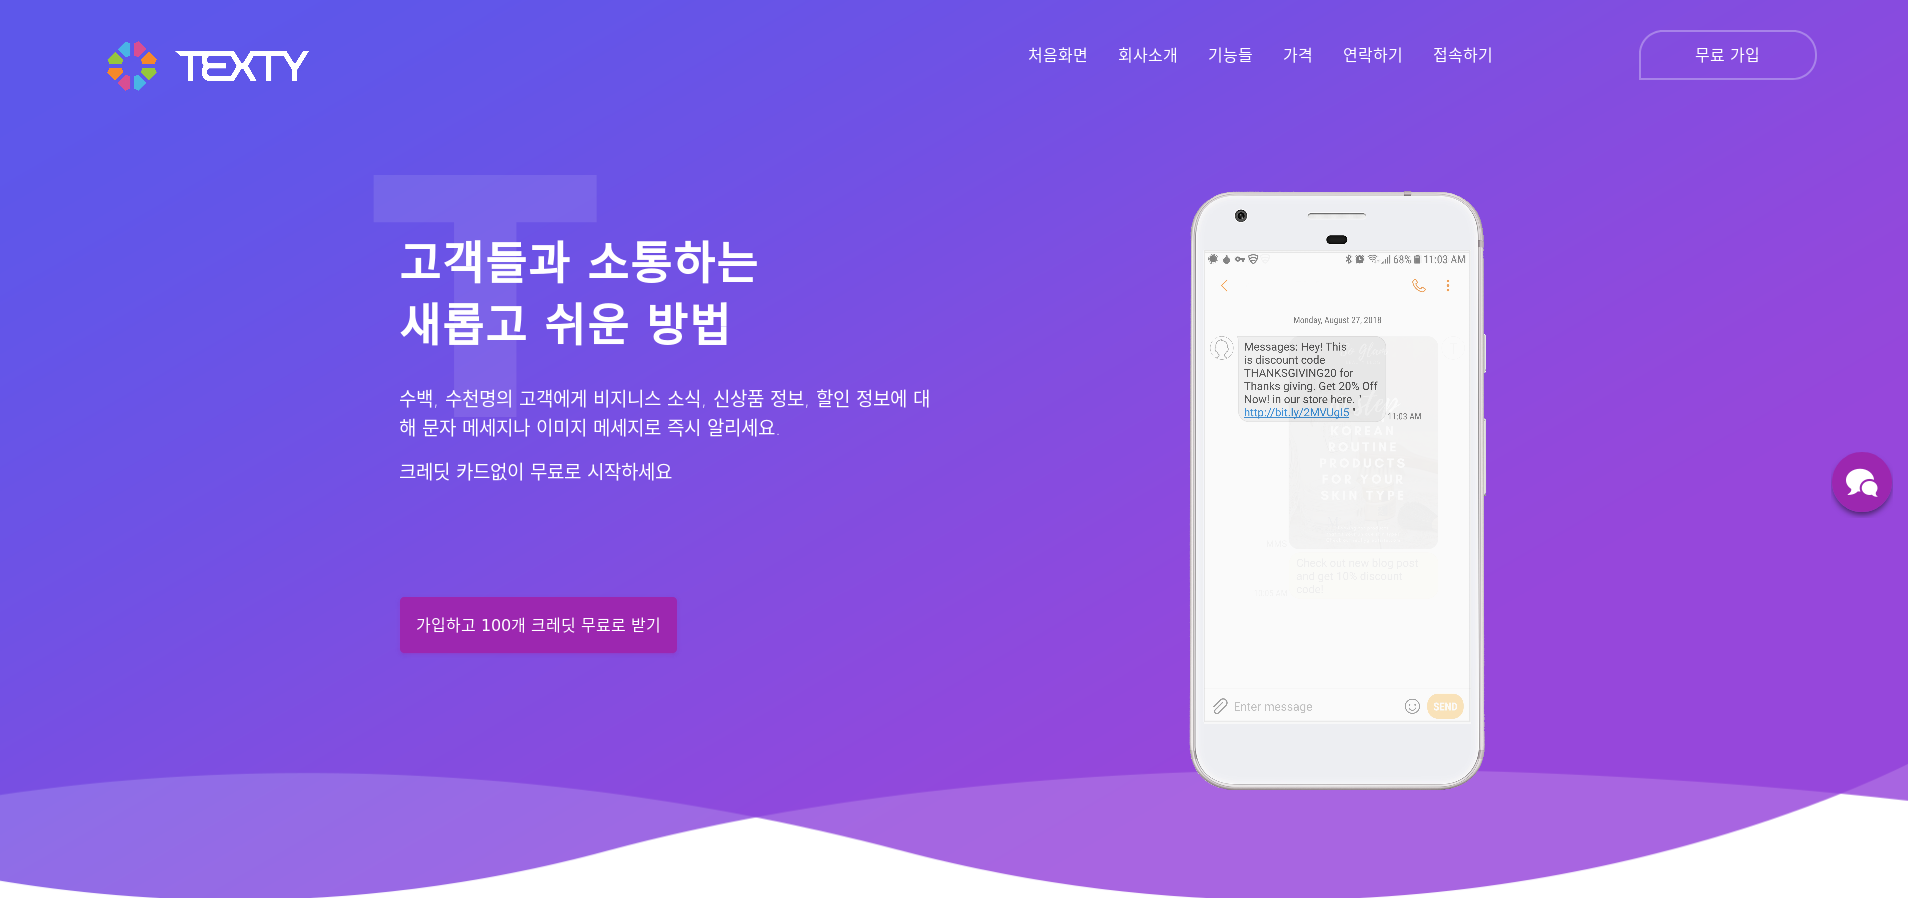 TEXTY
처음화면 회사소개 기능들 가격 연락하기 접속하기
무료 가입
T
고객들과 소통하는
새롭고 쉬운 방법
수백, 수천명의 고객에게 비지니스 소식, 신상품 정보, 할인 정보에 대
해 문자 메세지나 이미지 메세지로 즉시 알리세요.
크레딧 카드없이 무료로 시작하세요
가입하고 100개 크레딧 무료로 받기
68% 11:03 AM
Monday, August 27, 2018
Messages: Hey! This
is discount code
THANKSGIVING20 for
Thanks giving. Get 20% Off
Now! in our store here. "
http://bit.ly/2MVUgI5 "
11:03 AM
KOREAN
ROUTINE
PRODUCTS
FOR YOUR
SKIN TYPE
Check out new blog post
and get 10% discount
code!
Enter message
SEND